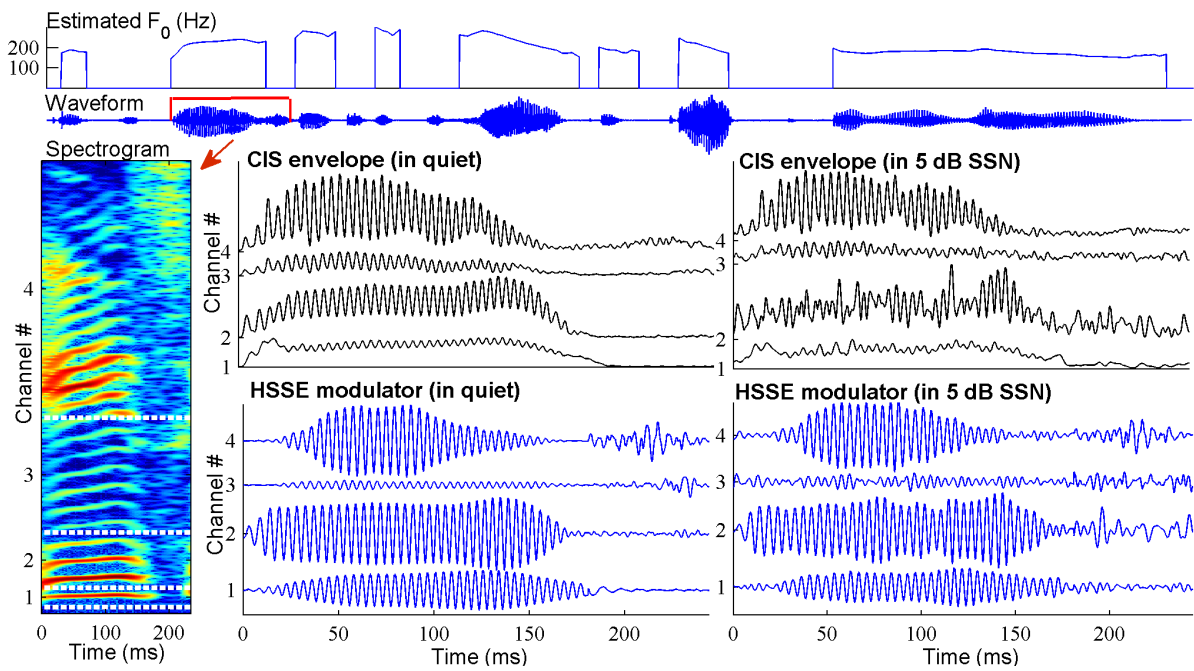 Estimated F0 (Hz)
200
100
Waveform
Spectrogram
Channel #
4
3
2
1
0 100 200
Time (ms)
CIS envelope (in quiet)
Channel #
4
3
2
1
CIS envelope (in 5 dB SSN)
4
3
2
1
HSSE modulator (in quiet)
Channel #
4
3
2
1
0 50 100 150 200
Time (ms)
HSSE modulator (in 5 dB SSN)
4
3
2
1
0 50 100 150 200
Time (ms)